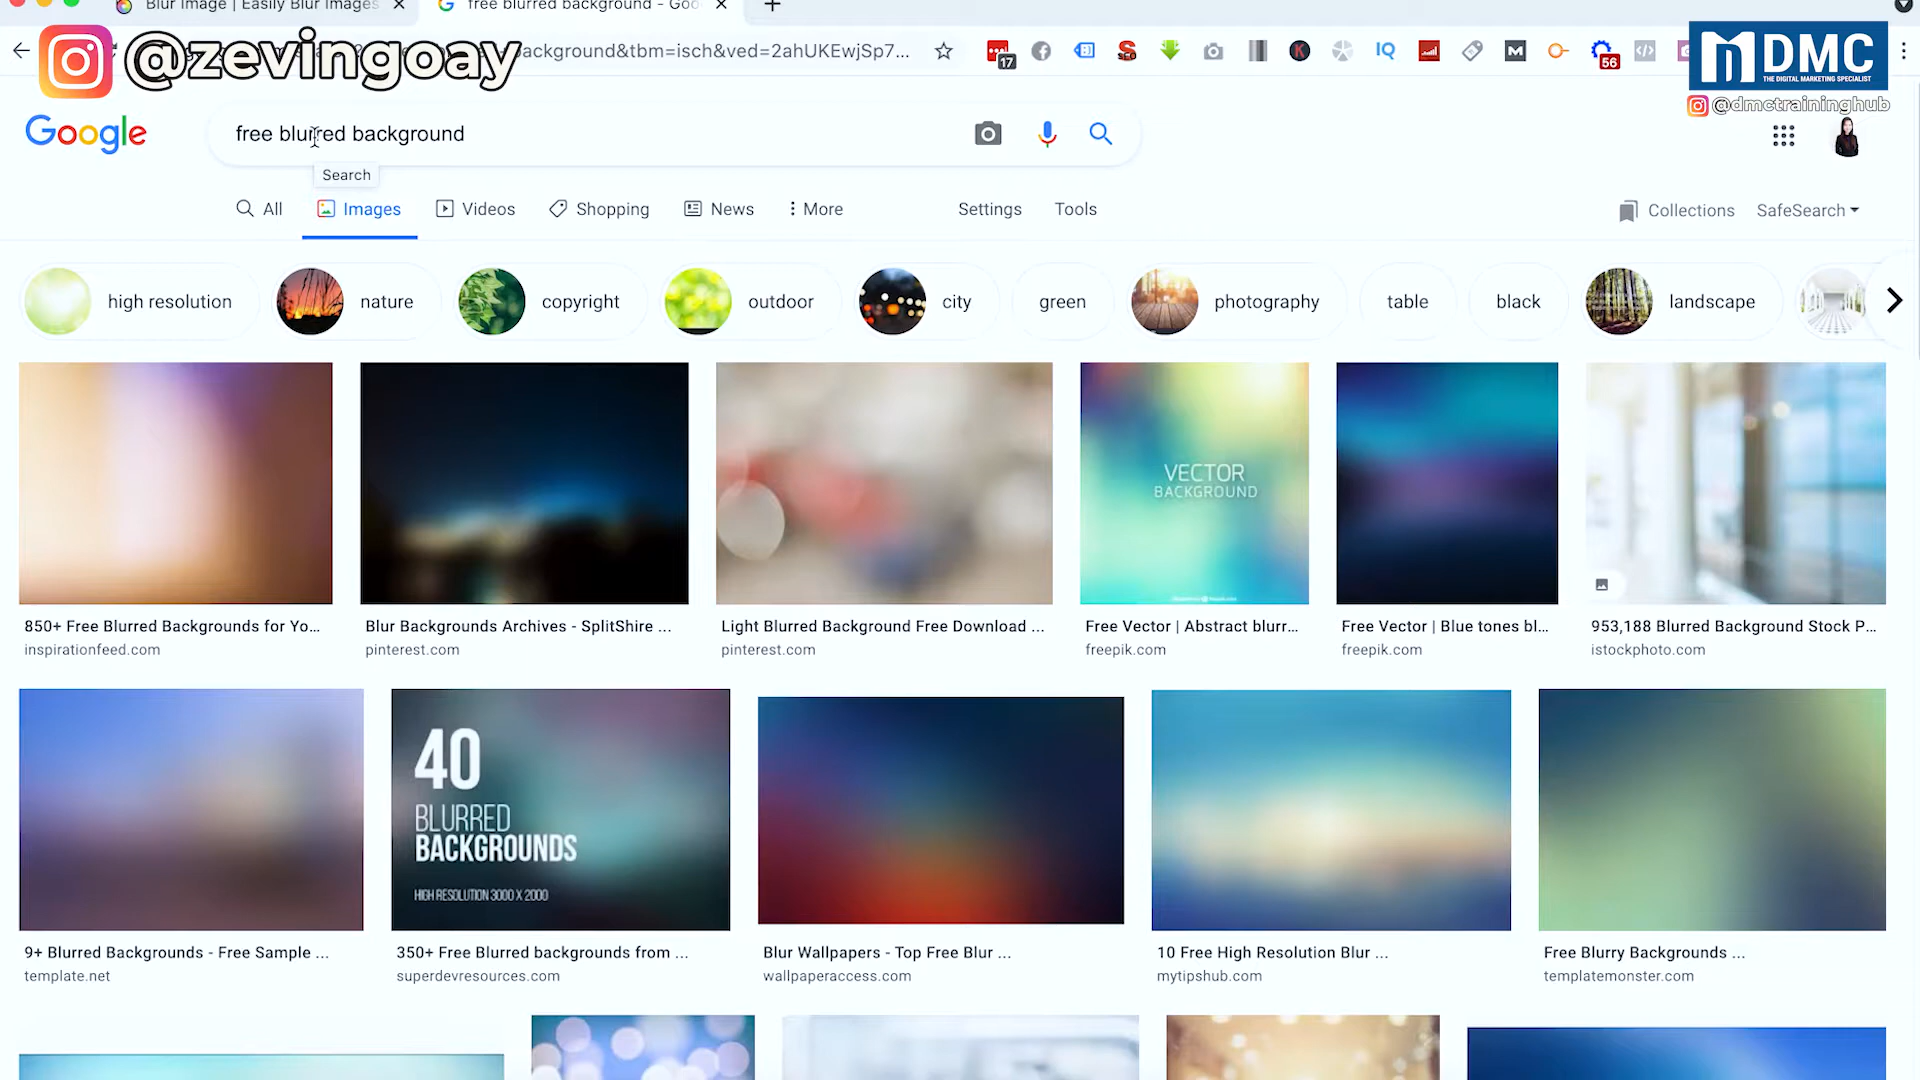 Blur Image | Easily Blur Images
free blurred background - Goo
@zevingoay
background&tbm=isch&ved=2ahUKEwjSp7...
17
IQ
56
DMC
THE DIGITAL MARKETING SPECIALIST
@dmctraininghub
Google
free blurred background
Search
All
Images
Videos
Shopping
News
More
Settings
Tools
Collections
SafeSearch
high resolution
nature
copyright
outdoor
city
green
photography
table
black
landscape
VECTOR
BACKGROUND
850+ Free Blurred Backgrounds for Yo...
inspirationfeed.com
Blur Backgrounds Archives - SplitShire ...
pinterest.com
Light Blurred Background Free Download ...
pinterest.com
Free Vector | Abstract blurr...
freepik.com
Free Vector | Blue tones bl...
freepik.com
953,188 Blurred Background Stock P...
istockphoto.com
40
BLURRED
BACKGROUNDS
HIGH RESOLUTION 3000 X 2000
9+ Blurred Backgrounds - Free Sample ...
template.net
350+ Free Blurred backgrounds from ...
superdevresources.com
Blur Wallpapers - Top Free Blur ...
wallpaperaccess.com
10 Free High Resolution Blur ...
mytipshub.com
Free Blurry Backgrounds ...
templatemonster.com